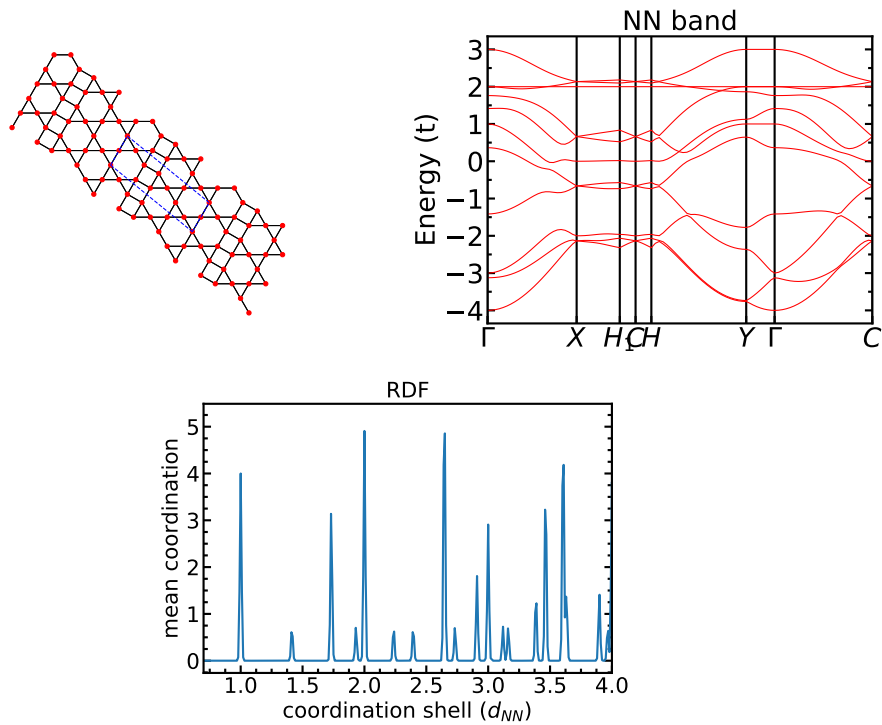 NN band
Energy (t)
3
2
1
0
−1
−2
−3
−4
Γ X H₁ C H Y Γ C
RDF
mean coordination
5
4
3
2
1
0
1.0 1.5 2.0 2.5 3.0 3.5 4.0
coordination shell (d_NN)